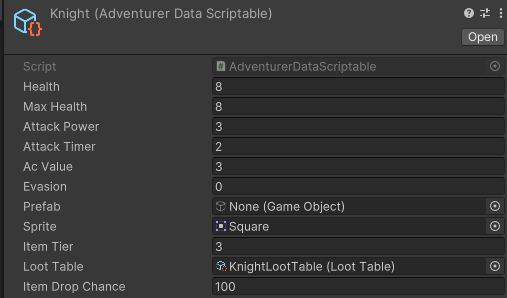 Knight (Adventurer Data Scriptable)
Open
Script AdventurerDataScriptable
Health 8
Max Health 8
Attack Power 3
Attack Timer 2
Ac Value 3
Evasion 0
Prefab None (Game Object)
Sprite Square
Item Tier 3
Loot Table KnightLootTable (Loot Table)
Item Drop Chance 100